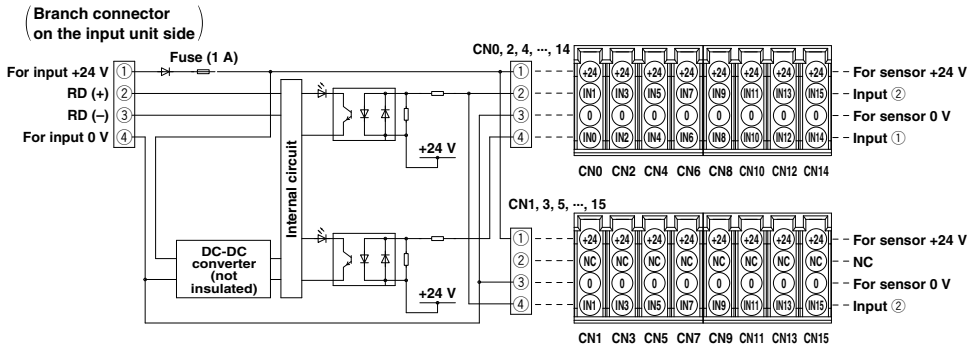 Branch connector
on the input unit side
For input +24 V ①
RD (+) ②
RD (−) ③
For input 0 V ④
Fuse (1 A)
Internal circuit
DC-DC
converter
(not
insulated)
+24 V
+24 V
CN0, 2, 4, ···, 14
①
②
③
④
+24 +24 +24 +24 +24 +24 +24 +24
IN1 IN3 IN5 IN7 IN9 IN11 IN13 IN15
0 0 0 0 0 0 0 0
IN0 IN2 IN4 IN6 IN8 IN10 IN12 IN14
For sensor +24 V
Input ②
For sensor 0 V
Input ①
CN0 CN2 CN4 CN6 CN8 CN10 CN12 CN14
CN1, 3, 5, ···, 15
①
②
③
④
+24 +24 +24 +24 +24 +24 +24 +24
NC NC NC NC NC NC NC NC
0 0 0 0 0 0 0 0
IN1 IN3 IN5 IN7 IN9 IN11 IN13 IN15
For sensor +24 V
NC
For sensor 0 V
Input ②
CN1 CN3 CN5 CN7 CN9 CN11 CN13 CN15